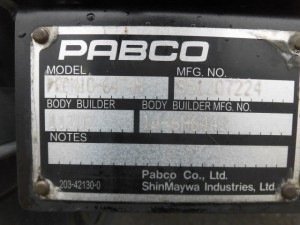 PABCO
MODEL MFG. NO.
07224
BODY BUILDER BODY BUILDER MFG. NO.
NOTES
Pabco Co., Ltd.
203-42130-0 ShinMaywa Industries, Ltd.